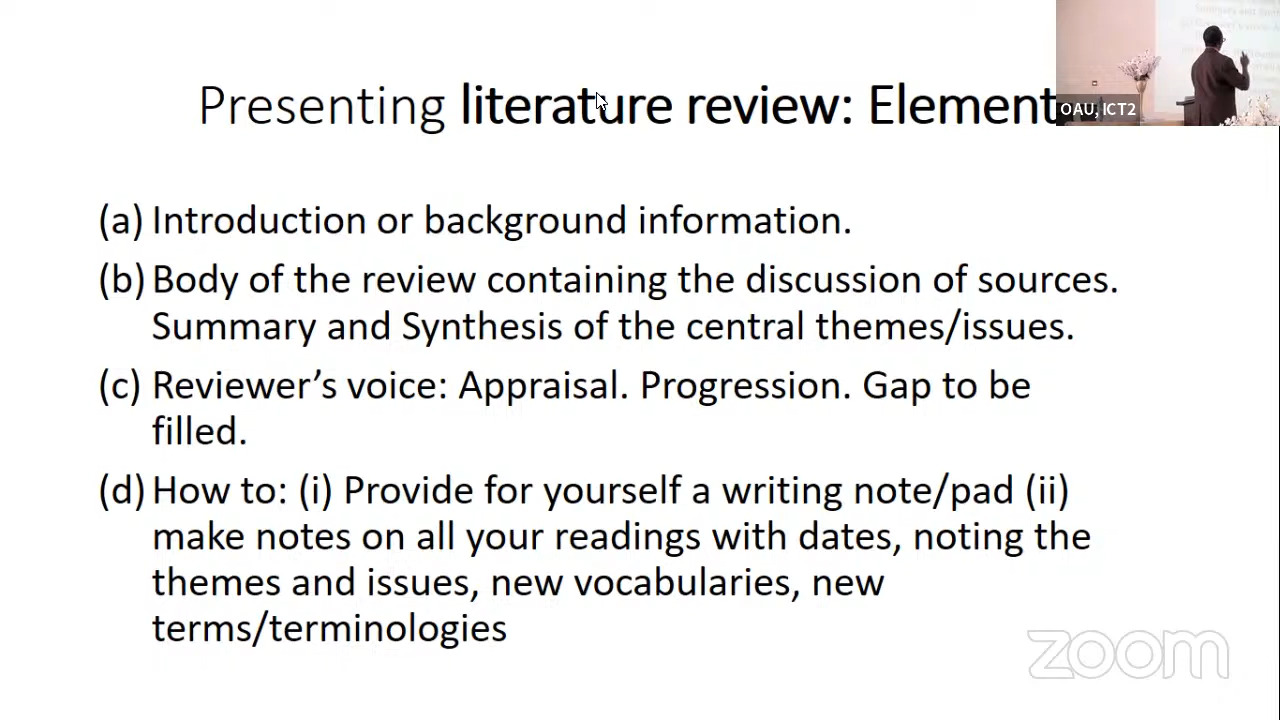 Presenting literature review: Element
OAU, ICT2
(a) Introduction or background information.
(b) Body of the review containing the discussion of sources.
Summary and Synthesis of the central themes/issues.
(c) Reviewer’s voice: Appraisal. Progression. Gap to be
filled.
(d) How to: (i) Provide for yourself a writing note/pad (ii)
make notes on all your readings with dates, noting the
themes and issues, new vocabularies, new
terms/terminologies
zoom